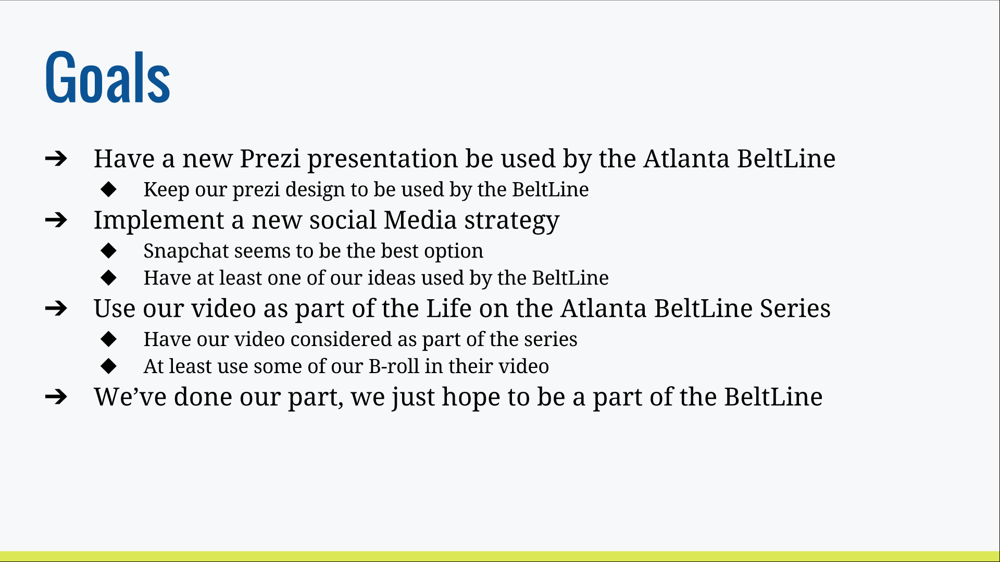 Goals
➔ Have a new Prezi presentation be used by the Atlanta BeltLine
◆ Keep our prezi design to be used by the BeltLine
➔ Implement a new social Media strategy
◆ Snapchat seems to be the best option
◆ Have at least one of our ideas used by the BeltLine
➔ Use our video as part of the Life on the Atlanta BeltLine Series
◆ Have our video considered as part of the series
◆ At least use some of our B-roll in their video
➔ We’ve done our part, we just hope to be a part of the BeltLine